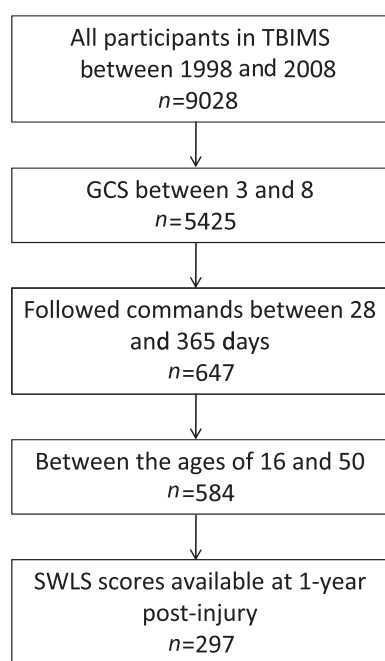 All participants in TBIMS
between 1998 and 2008
n=9028
GCS between 3 and 8
n=5425
Followed commands between 28
and 365 days
n=647
Between the ages of 16 and 50
n=584
SWLS scores available at 1-year
post-injury
n=297